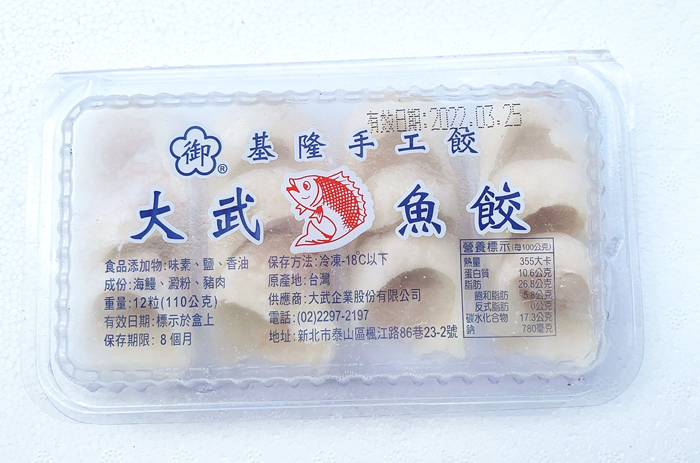 有效日期:2022.03.25
御® 基隆手工餃
大武魚餃
食品添加物:味素、鹽、香油
成份:海鰻、澱粉、豬肉
重量:12粒(110公克)
有效日期:標示於盒上
保存期限:8個月
保存方法:冷凍-18℃以下
原產地:台灣
供應商:大武企業股份有限公司
電話:(02)2297-2197
地址:新北市泰山區楓江路86巷23-2號
營養標示(每100公克)
熱量 355大卡
蛋白質 10.6公克
脂肪 26.8公克
飽和脂肪 5.8公克
反式脂肪 0公克
碳水化合物 17.3公克
鈉 780毫克